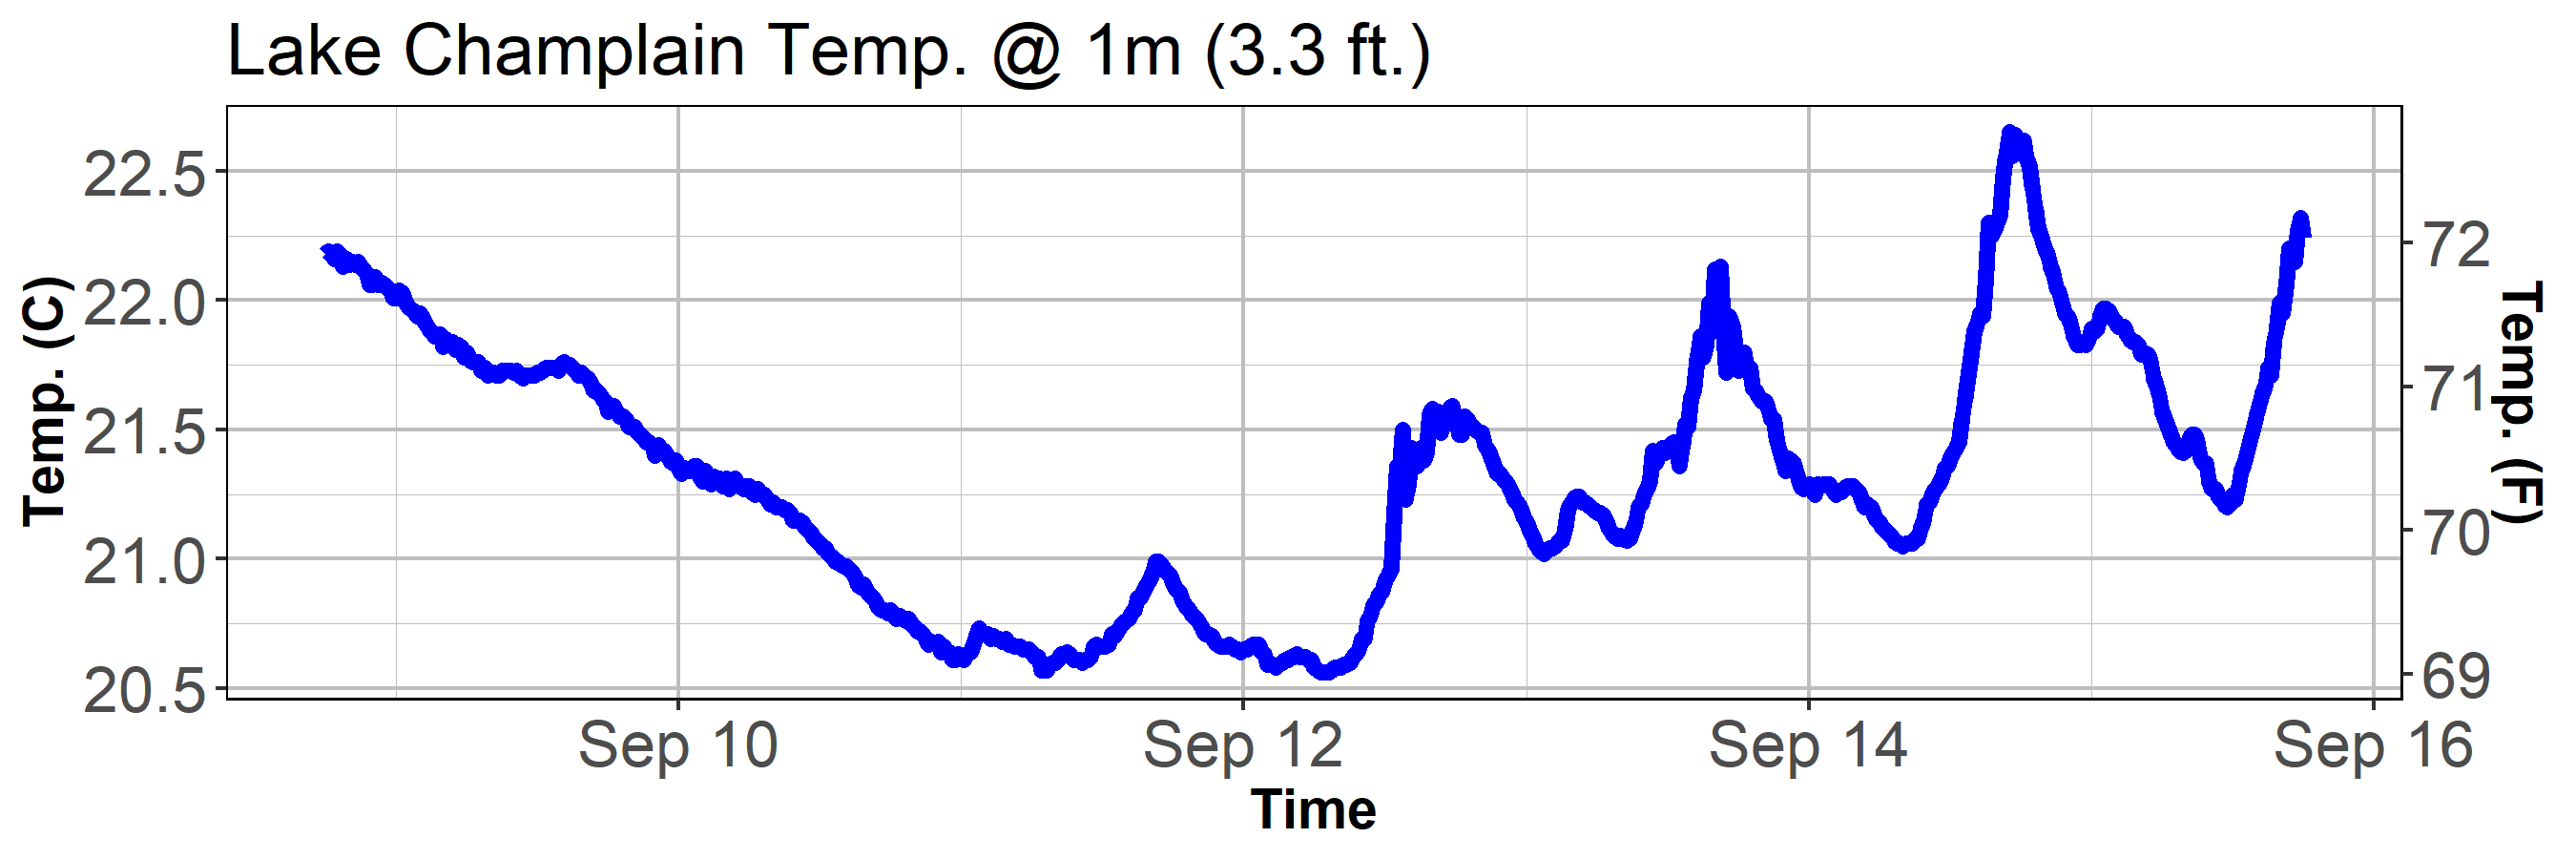 Lake Champlain Temp. @ 1m (3.3 ft.)
Temp. (C)
22.5
22.0
21.5
21.0
20.5
72
71
70
69
Temp. (F)
Sep 10
Sep 12
Sep 14
Sep 16
Time